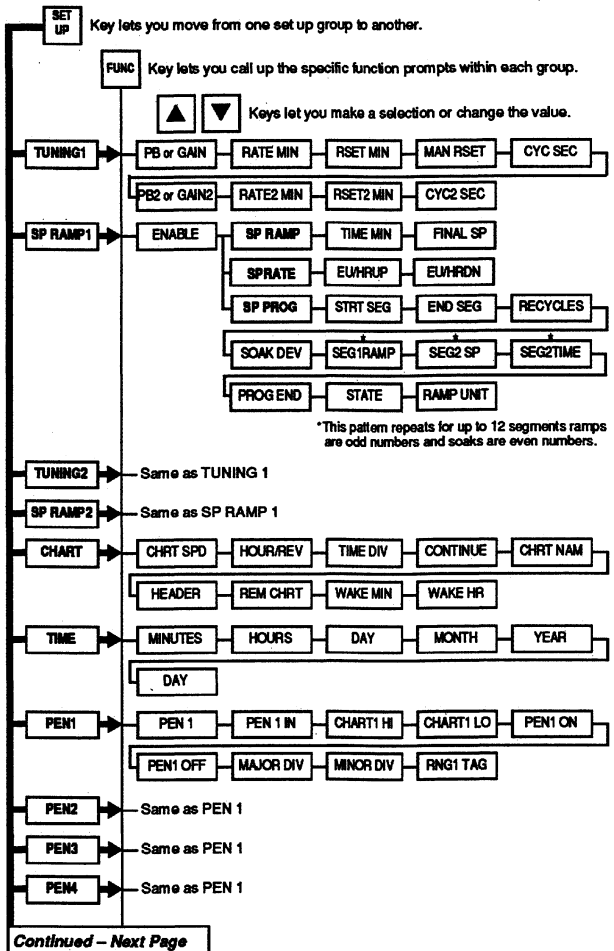 SET UP Key lets you move from one set up group to another.
FUNC Key lets you call up the specific function prompts within each group.
▲ ▼ Keys let you make a selection or change the value.
TUNING1 PB or GAIN RATE MIN RSET MIN MAN RSET CYC SEC
PB2 or GAIN2 RATE2 MIN RSET2 MIN CYC2 SEC
SP RAMP1 ENABLE SP RAMP TIME MIN FINAL SP
SPRATE EU/HRUP EU/HRDN
SP PROG STRT SEG END SEG RECYCLES
SOAK DEV * SEG1RAMP * SEG2 SP * SEG2TIME
PROG END STATE RAMP UNIT
*This pattern repeats for up to 12 segments ramps
are odd numbers and soaks are even numbers.
TUNING2 Same as TUNING 1
SP RAMP2 Same as SP RAMP 1
CHART CHRT SPD HOUR/REV TIME DIV CONTINUE CHRT NAM
HEADER REM CHRT WAKE MIN WAKE HR
TIME MINUTES HOURS DAY MONTH YEAR
DAY
PEN1 PEN 1 PEN 1 IN CHART1 HI CHART1 LO PEN1 ON
PEN1 OFF MAJOR DIV MINOR DIV RNG1 TAG
PEN2 Same as PEN 1
PEN3 Same as PEN 1
PEN4 Same as PEN 1
Continued – Next Page